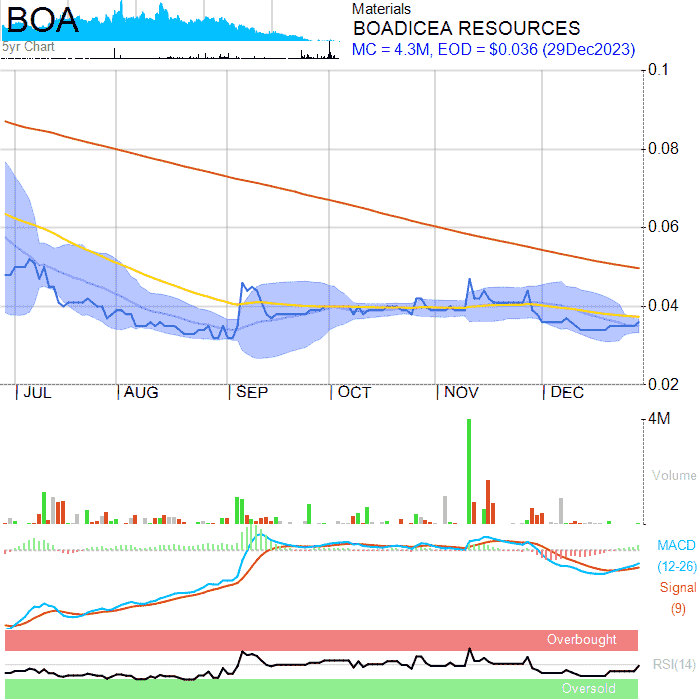 BOA
5yr Chart
Materials
BOADICEA RESOURCES
MC = 4.3M, EOD = $0.036 (29Dec2023)
0.1
0.08
0.06
0.04
0.02
JUL AUG SEP OCT NOV DEC
4M
Volume
MACD
(12-26)
Signal
(9)
Overbought
RSI(14)
Oversold